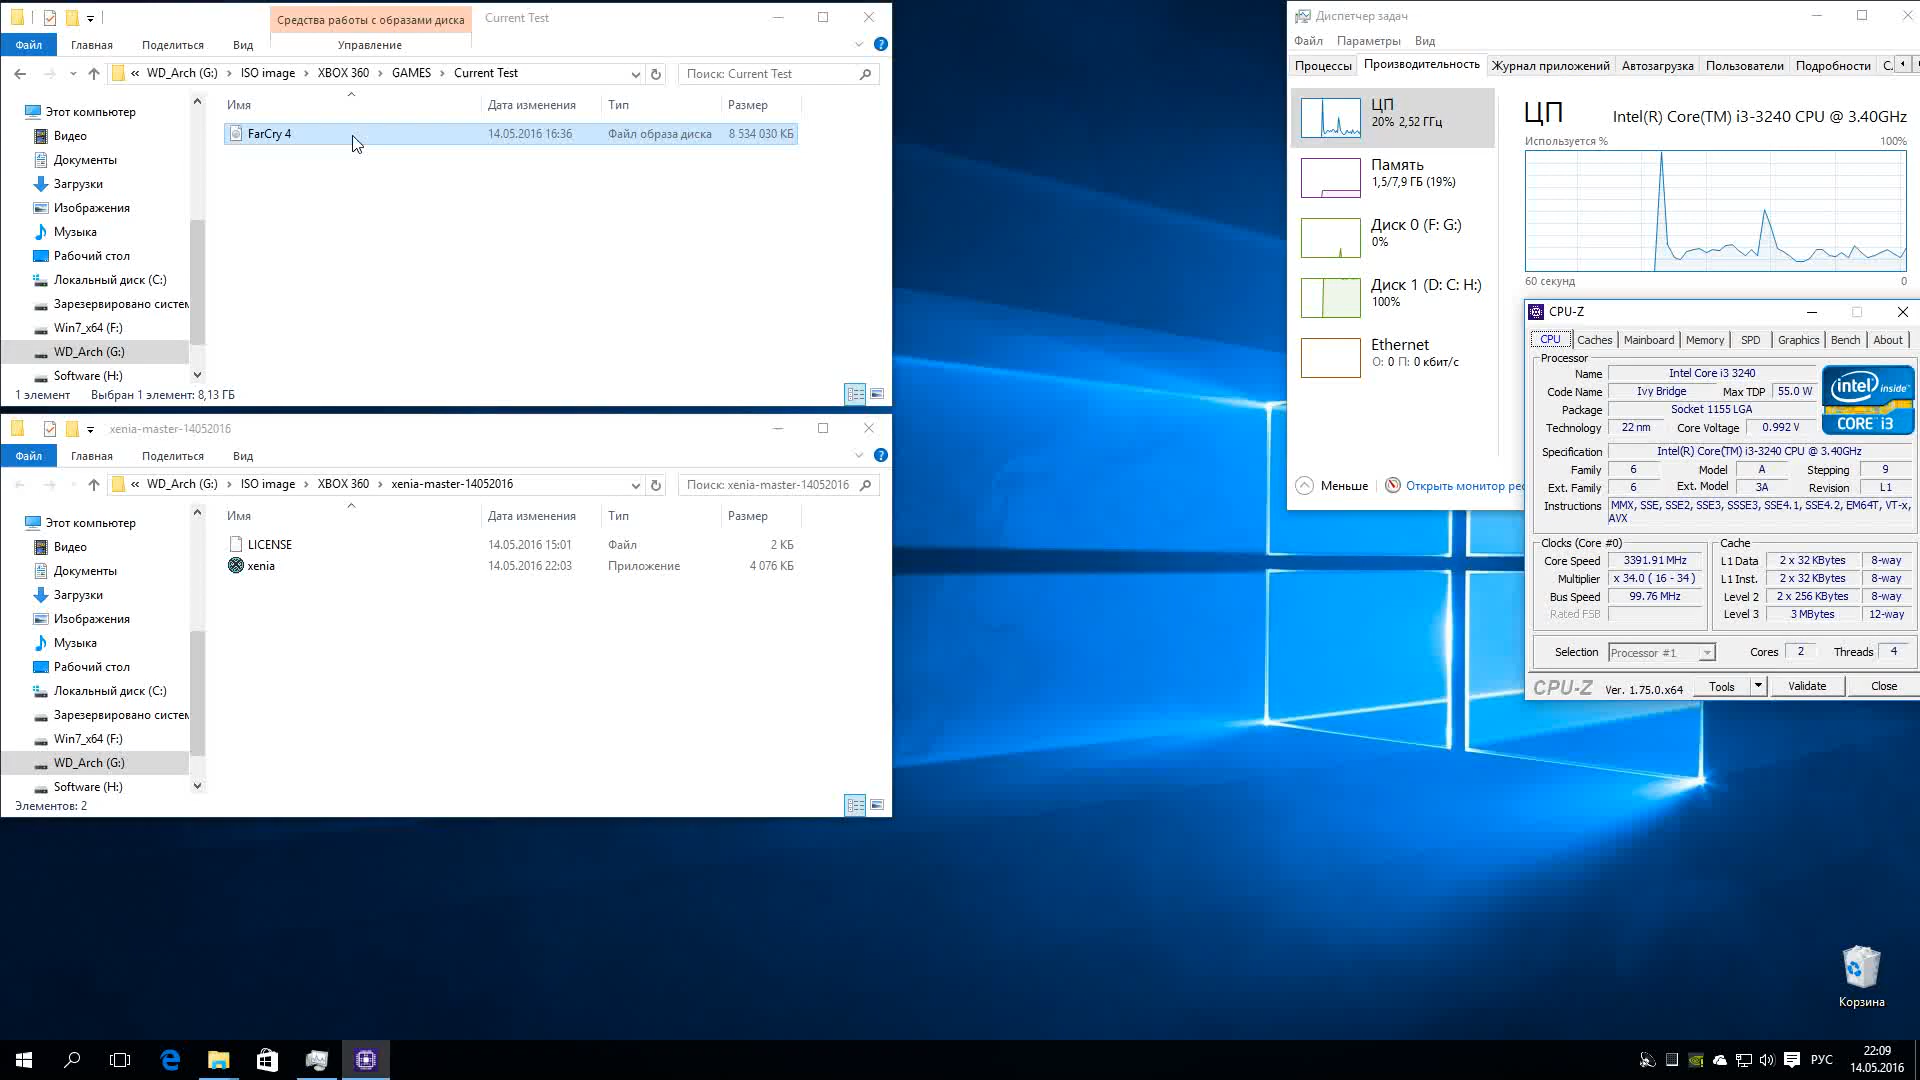 Средства работы с образами диска
Current Test
Файл
Главная
Поделиться
Вид
Управление
« WD_Arch (G:) › ISO image › XBOX 360 › GAMES › Current Test
Поиск: Current Test
Имя
Дата изменения
Тип
Размер
FarCry 4
14.05.2016 16:36
Файл образа диска
8 534 030 КБ
Этот компьютер
Видео
Документы
Загрузки
Изображения
Музыка
Рабочий стол
Локальный диск (C:)
Зарезервировано систем
Win7_x64 (F:)
WD_Arch (G:)
Software (H:)
1 элемент
Выбран 1 элемент: 8,13 ГБ
xenia-master-14052016
Файл
Главная
Поделиться
Вид
« WD_Arch (G:) › ISO image › XBOX 360 › xenia-master-14052016
Поиск: xenia-master-14052016
Имя
Дата изменения
Тип
Размер
LICENSE
14.05.2016 15:01
Файл
2 КБ
xenia
14.05.2016 22:03
Приложение
4 076 КБ
Этот компьютер
Видео
Документы
Загрузки
Изображения
Музыка
Рабочий стол
Локальный диск (C:)
Зарезервировано систем
Win7_x64 (F:)
WD_Arch (G:)
Software (H:)
Элементов: 2
Диспетчер задач
Файл
Параметры
Вид
Процессы
Производительность
Журнал приложений
Автозагрузка
Пользователи
Подробности
С.
ЦП
20% 2,52 ГГц
Память
1,5/7,9 ГБ (19%)
Диск 0 (F: G:)
0%
Диск 1 (D: C: H:)
100%
Ethernet
О: 0 П: 0 кбит/с
ЦП
Intel(R) Core(TM) i3-3240 CPU @ 3.40GHz
Используется %
100%
60 секунд
0
Меньше
Открыть монитор рес
CPU-Z
CPU
Caches
Mainboard
Memory
SPD
Graphics
Bench
About
Processor
Name Intel Core i3 3240
Code Name Ivy Bridge Max TDP 55.0 W
Package Socket 1155 LGA
Technology 22 nm Core Voltage 0.992 V
intel inside
CORE i3
Specification Intel(R) Core(TM) i3-3240 CPU @ 3.40GHz
Family 6 Model A Stepping 9
Ext. Family 6 Ext. Model 3A Revision L1
Instructions MMX, SSE, SSE2, SSE3, SSSE3, SSE4.1, SSE4.2, EM64T, VT-x,
AVX
Clocks (Core #0)
Core Speed 3391.91 MHz
Multiplier x 34.0 ( 16 - 34 )
Bus Speed 99.76 MHz
Rated FSB
Cache
L1 Data 2 x 32 KBytes 8-way
L1 Inst. 2 x 32 KBytes 8-way
Level 2 2 x 256 KBytes 8-way
Level 3 3 MBytes 12-way
Selection Processor #1 Cores 2 Threads 4
CPU-Z Ver. 1.75.0.x64 Tools Validate Close
Корзина
РУС
22:09
14.05.2016